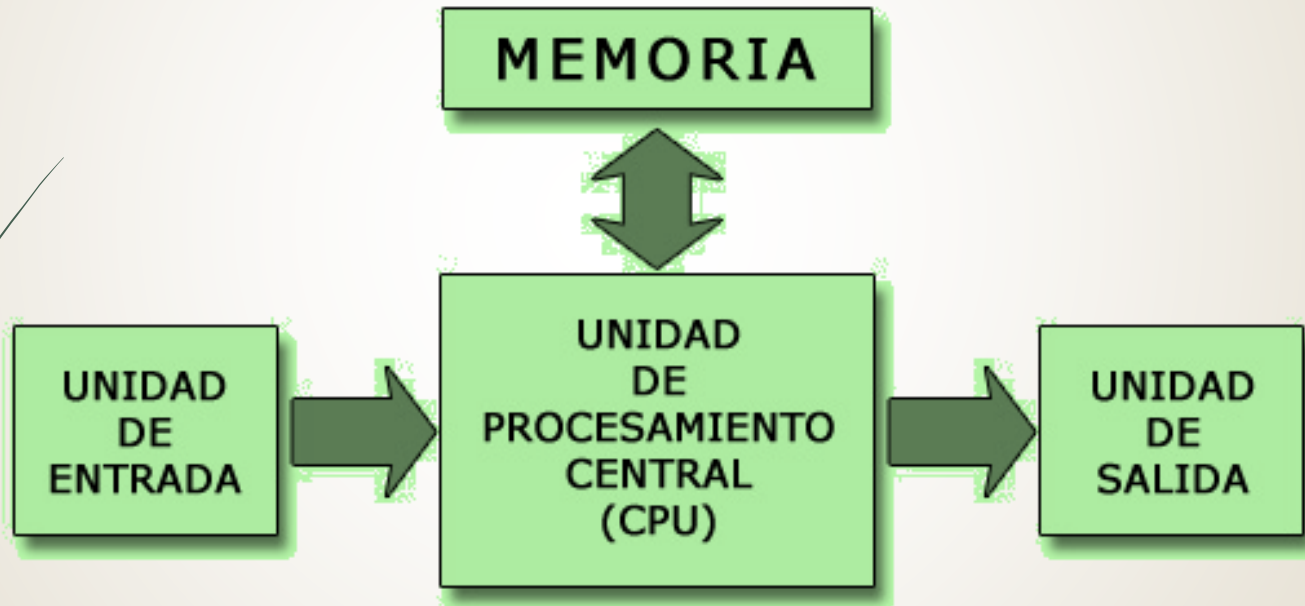 MEMORIA
UNIDAD
DE
ENTRADA
UNIDAD
DE
PROCESAMIENTO
CENTRAL
(CPU)
UNIDAD
DE
SALIDA